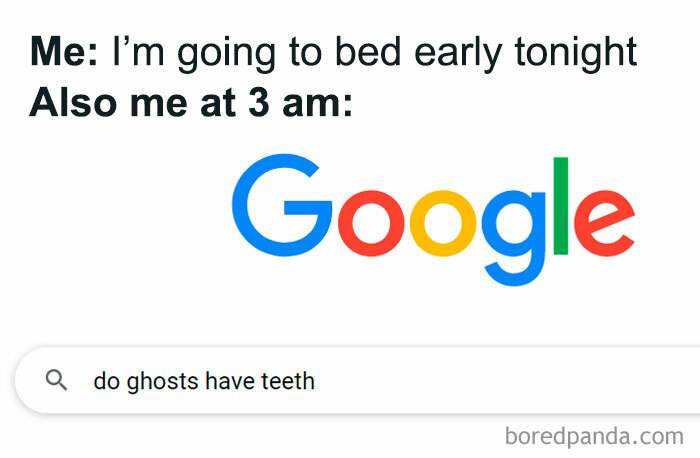 Me: I’m going to bed early tonight
Also me at 3 am:
Google
do ghosts have teeth
boredpanda.com